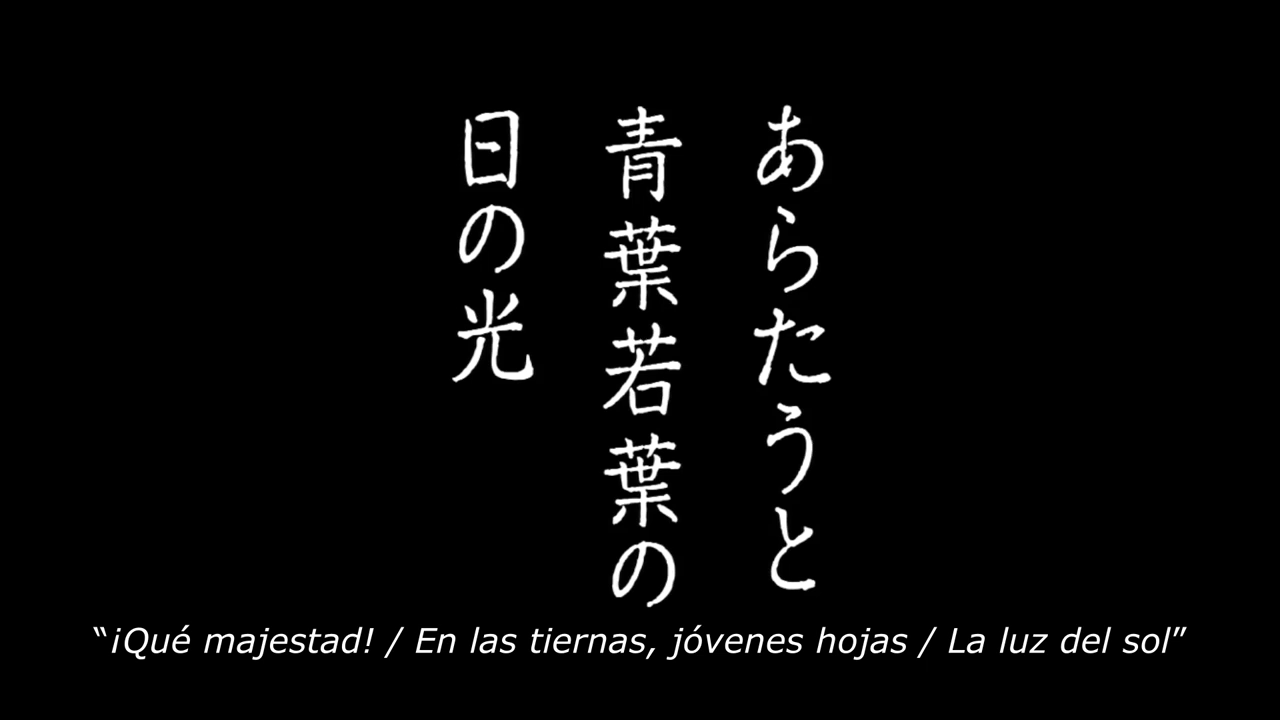 あらたうと
青葉若葉の
日の光
“¡Qué majestad! / En las tiernas, jóvenes hojas / La luz del sol”